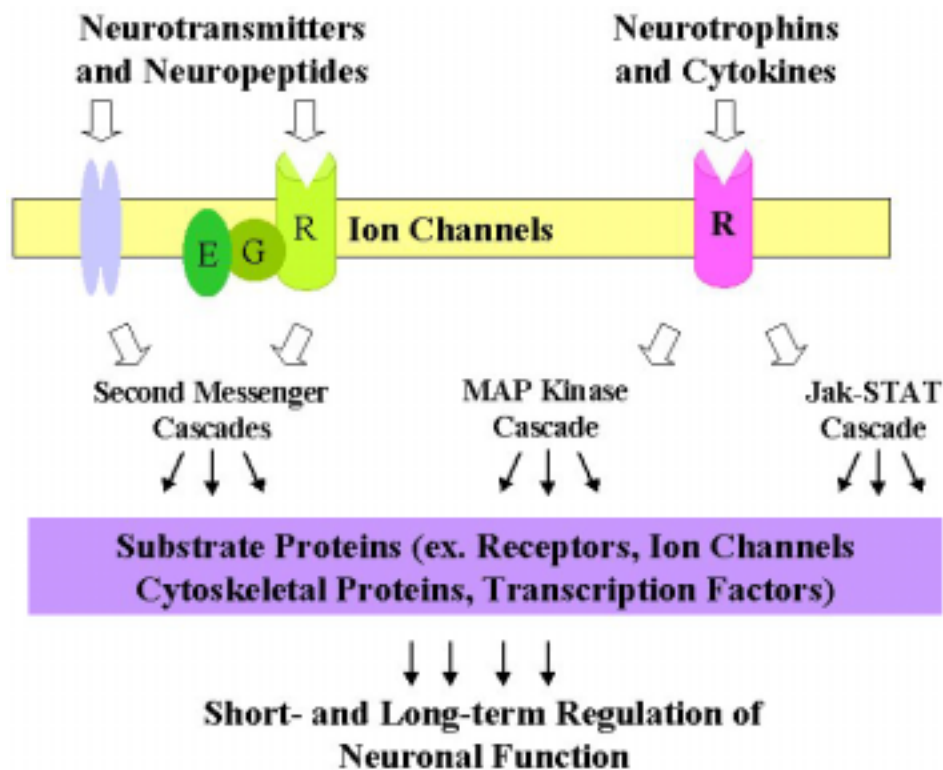 Neurotransmitters
and Neuropeptides
Neurotrophins
and Cytokines
E
G
R
Ion Channels
R
Second Messenger
Cascades
MAP Kinase
Cascade
Jak-STAT
Cascade
Substrate Proteins (ex. Receptors, Ion Channels
Cytoskeletal Proteins, Transcription Factors)
Short- and Long-term Regulation of
Neuronal Function